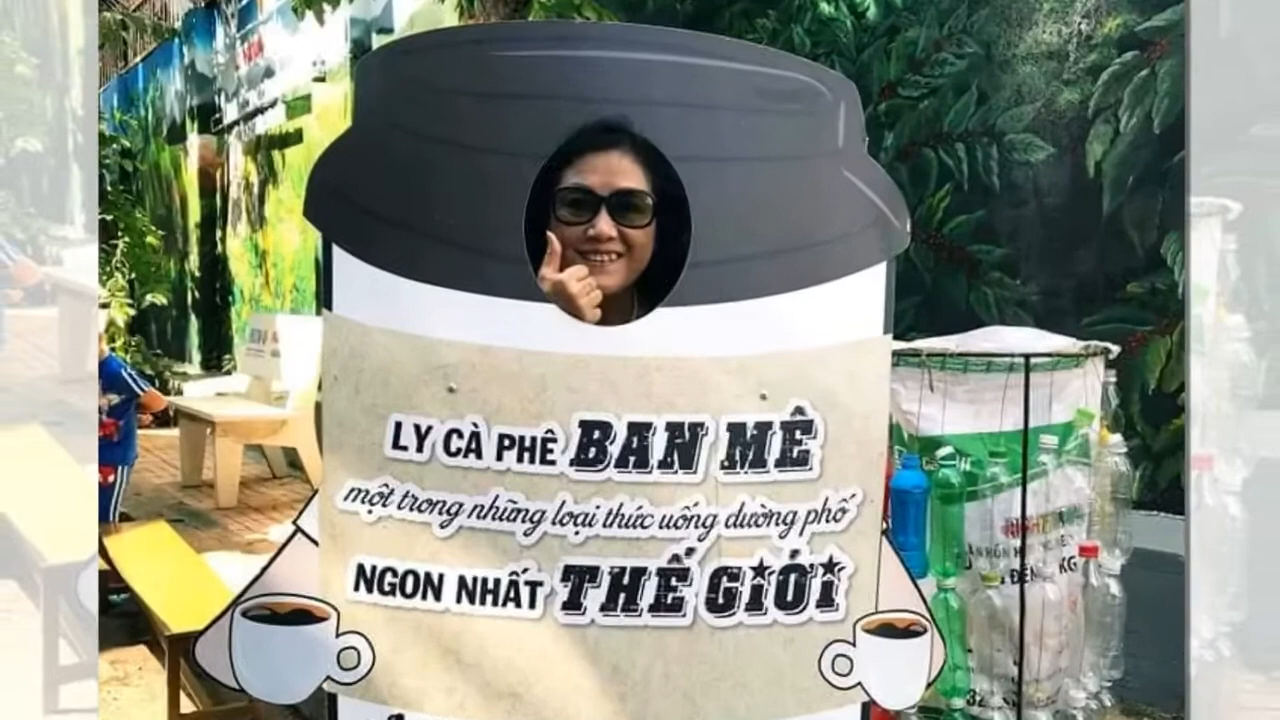 LY CÀ PHÊ BAN MÊ
một trong những loại thức uống đường phố
NGON NHẤT THẾ GIỚI